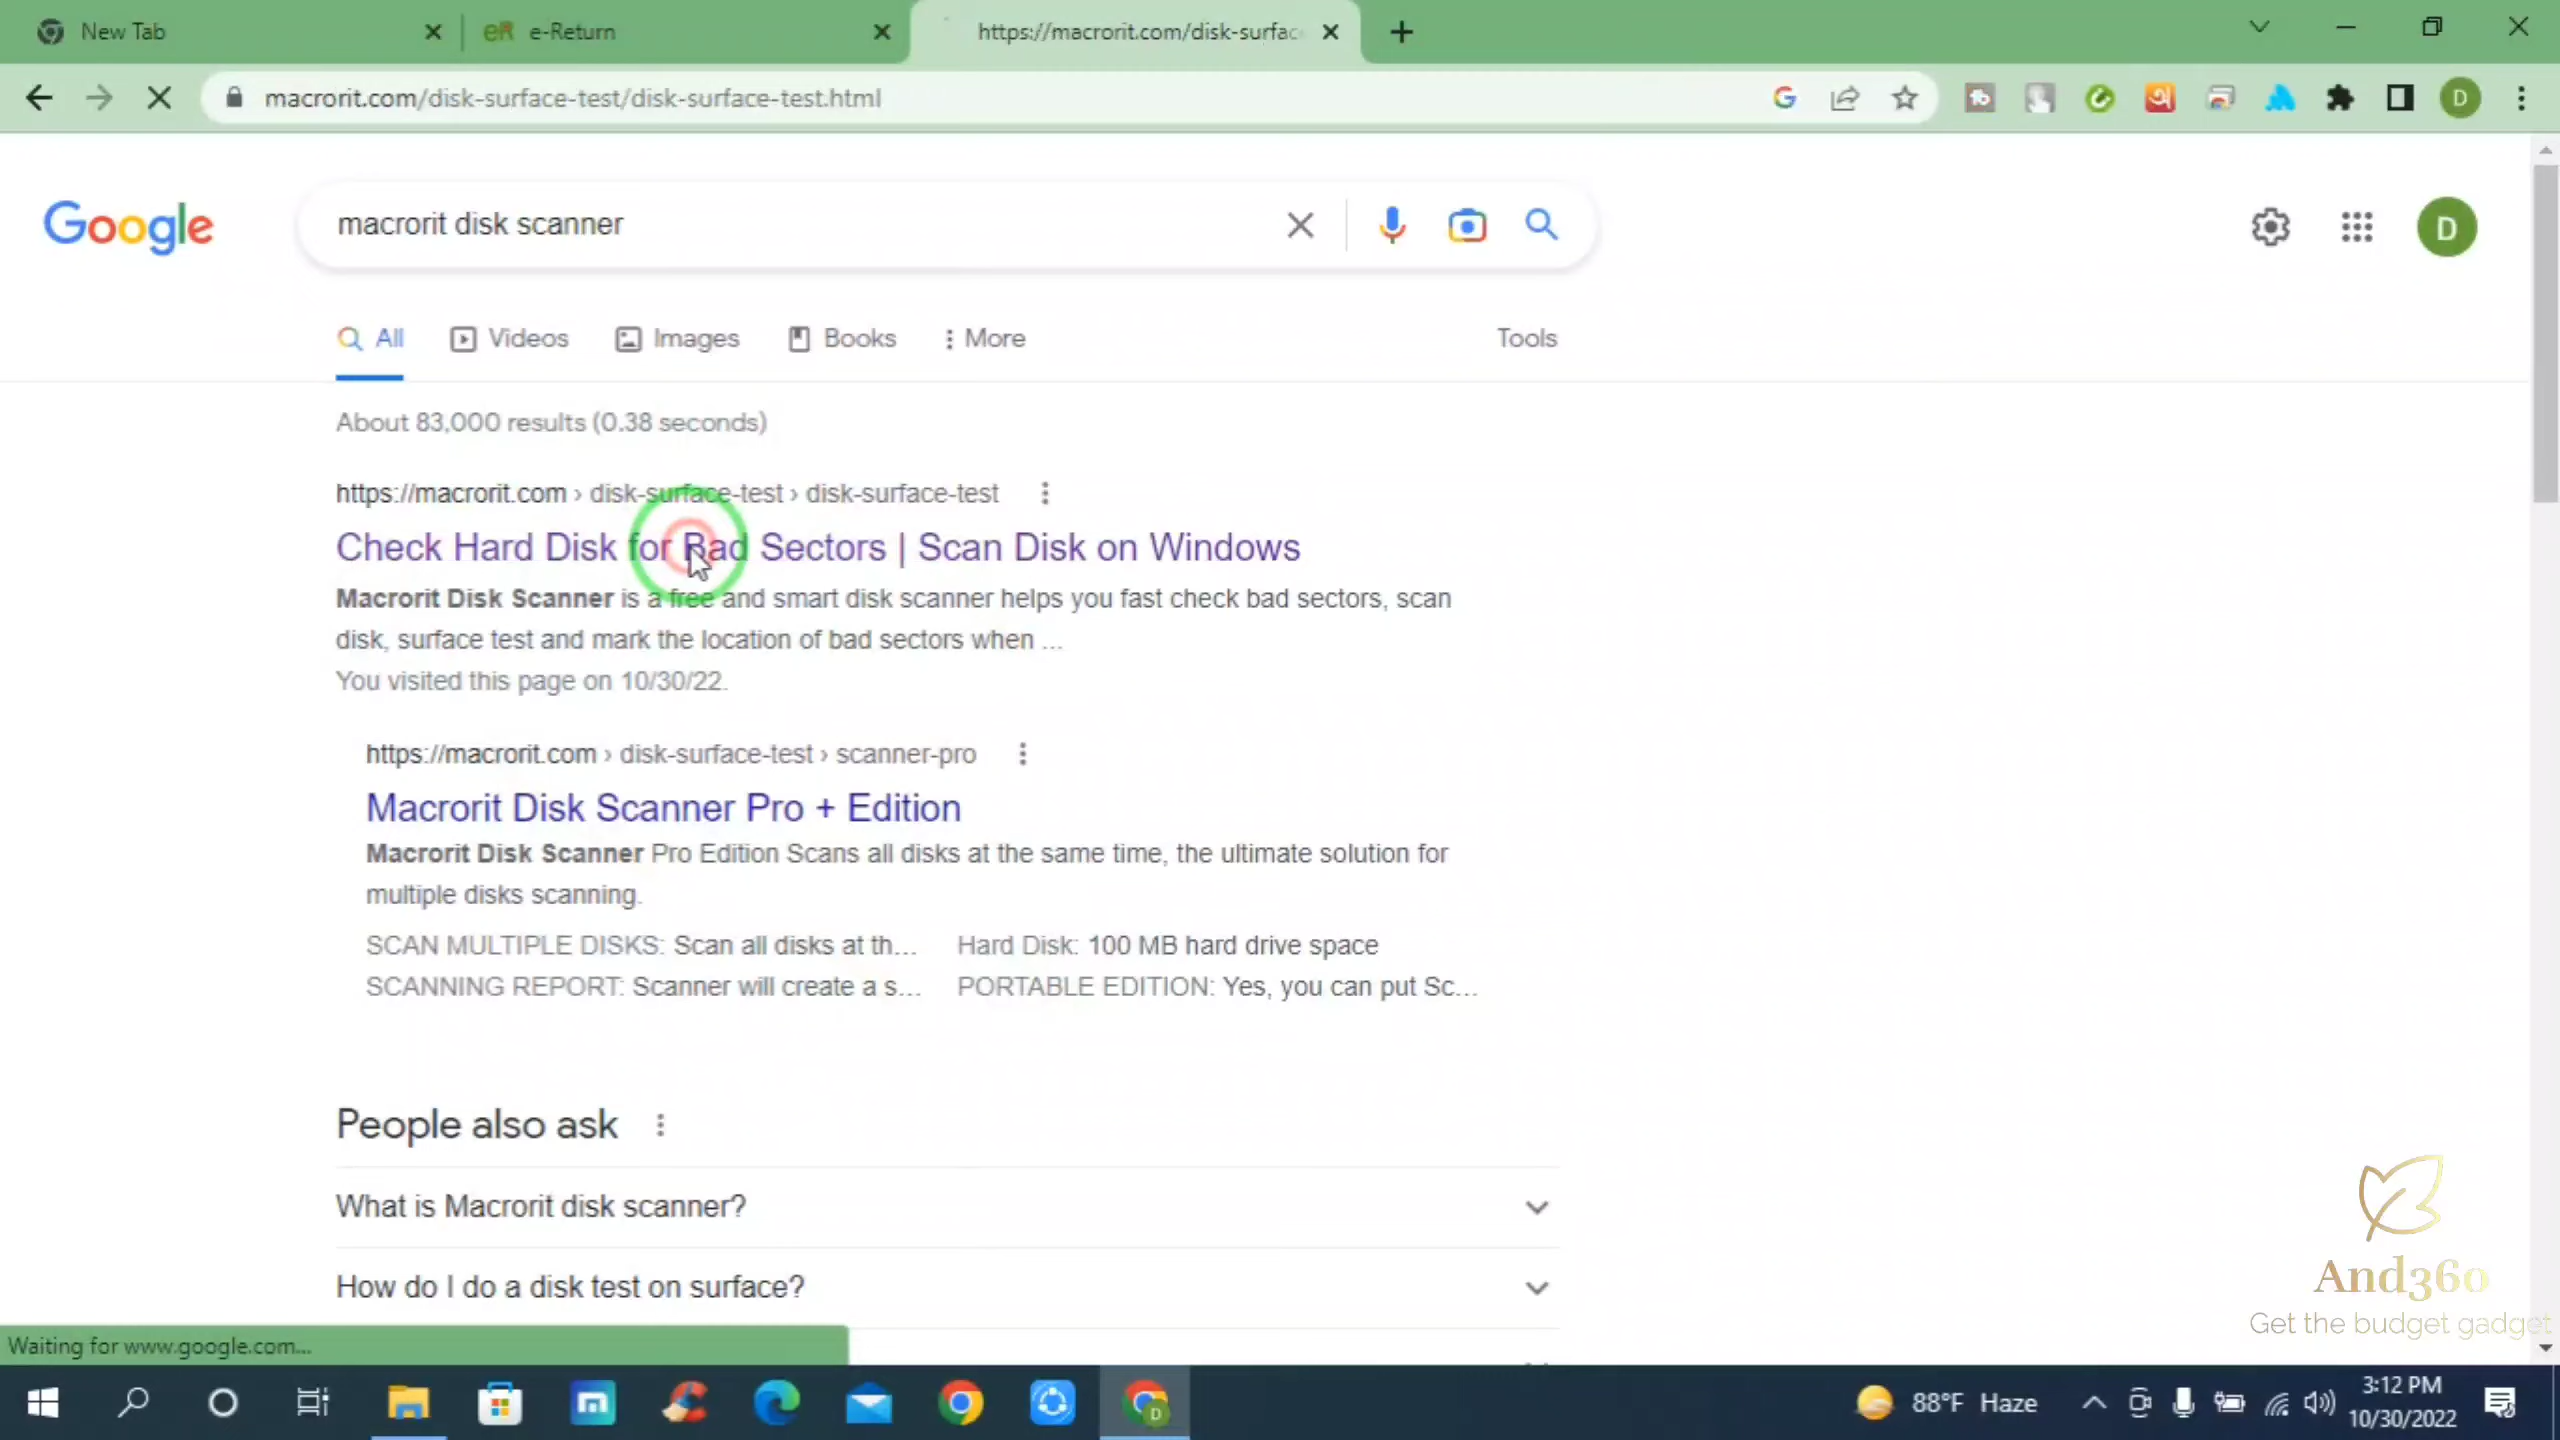 New Tab
e-Return
https://macrorit.com/disk-surfac
macrorit.com/disk-surface-test/disk-surface-test.html
D
Google
macrorit disk scanner
D
All
Videos
Images
Books
More
Tools
About 83,000 results (0.38 seconds)
https://macrorit.com › disk-surface-test › disk-surface-test
Check Hard Disk for Bad Sectors | Scan Disk on Windows
Macrorit Disk Scanner is a free and smart disk scanner helps you fast check bad sectors, scan
disk, surface test and mark the location of bad sectors when ...
You visited this page on 10/30/22.
https://macrorit.com › disk-surface-test › scanner-pro
Macrorit Disk Scanner Pro + Edition
Macrorit Disk Scanner Pro Edition Scans all disks at the same time, the ultimate solution for
multiple disks scanning.
SCAN MULTIPLE DISKS: Scan all disks at th... Hard Disk: 100 MB hard drive space
SCANNING REPORT: Scanner will create a s... PORTABLE EDITION: Yes, you can put Sc...
People also ask
What is Macrorit disk scanner?
How do I do a disk test on surface?
And360
Get the budget gadget
Waiting for www.google.com...
88°F Haze
3:12 PM
10/30/2022